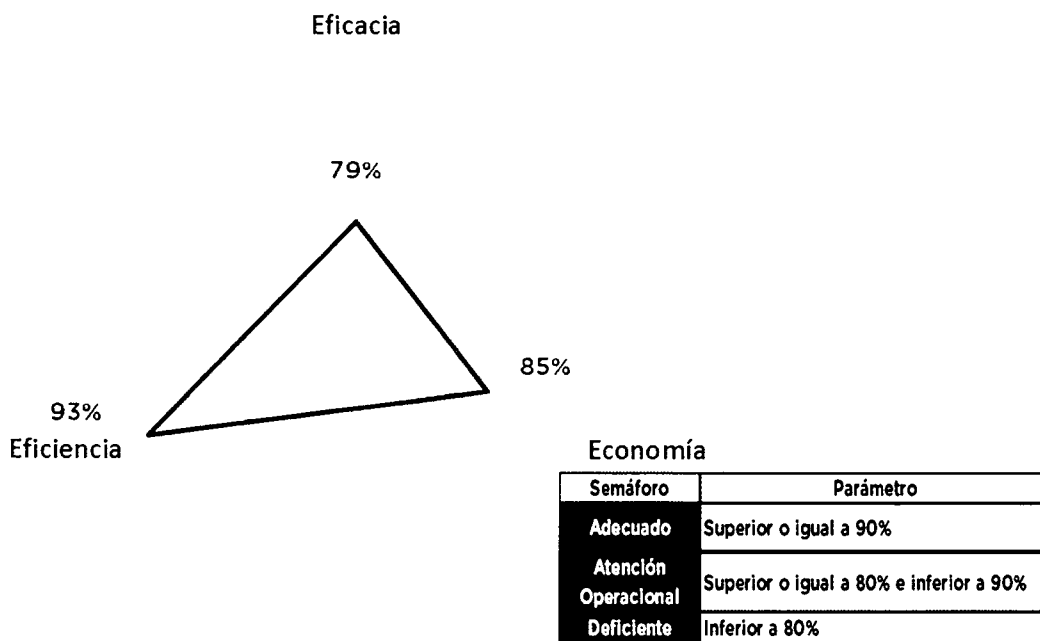 Eficacia
79%
85%
93%
Eficiencia
Economía
Semáforo Parámetro
Adecuado Superior o igual a 90%
Atención
Operacional Superior o igual a 80% e inferior a 90%
Deficiente Inferior a 80%